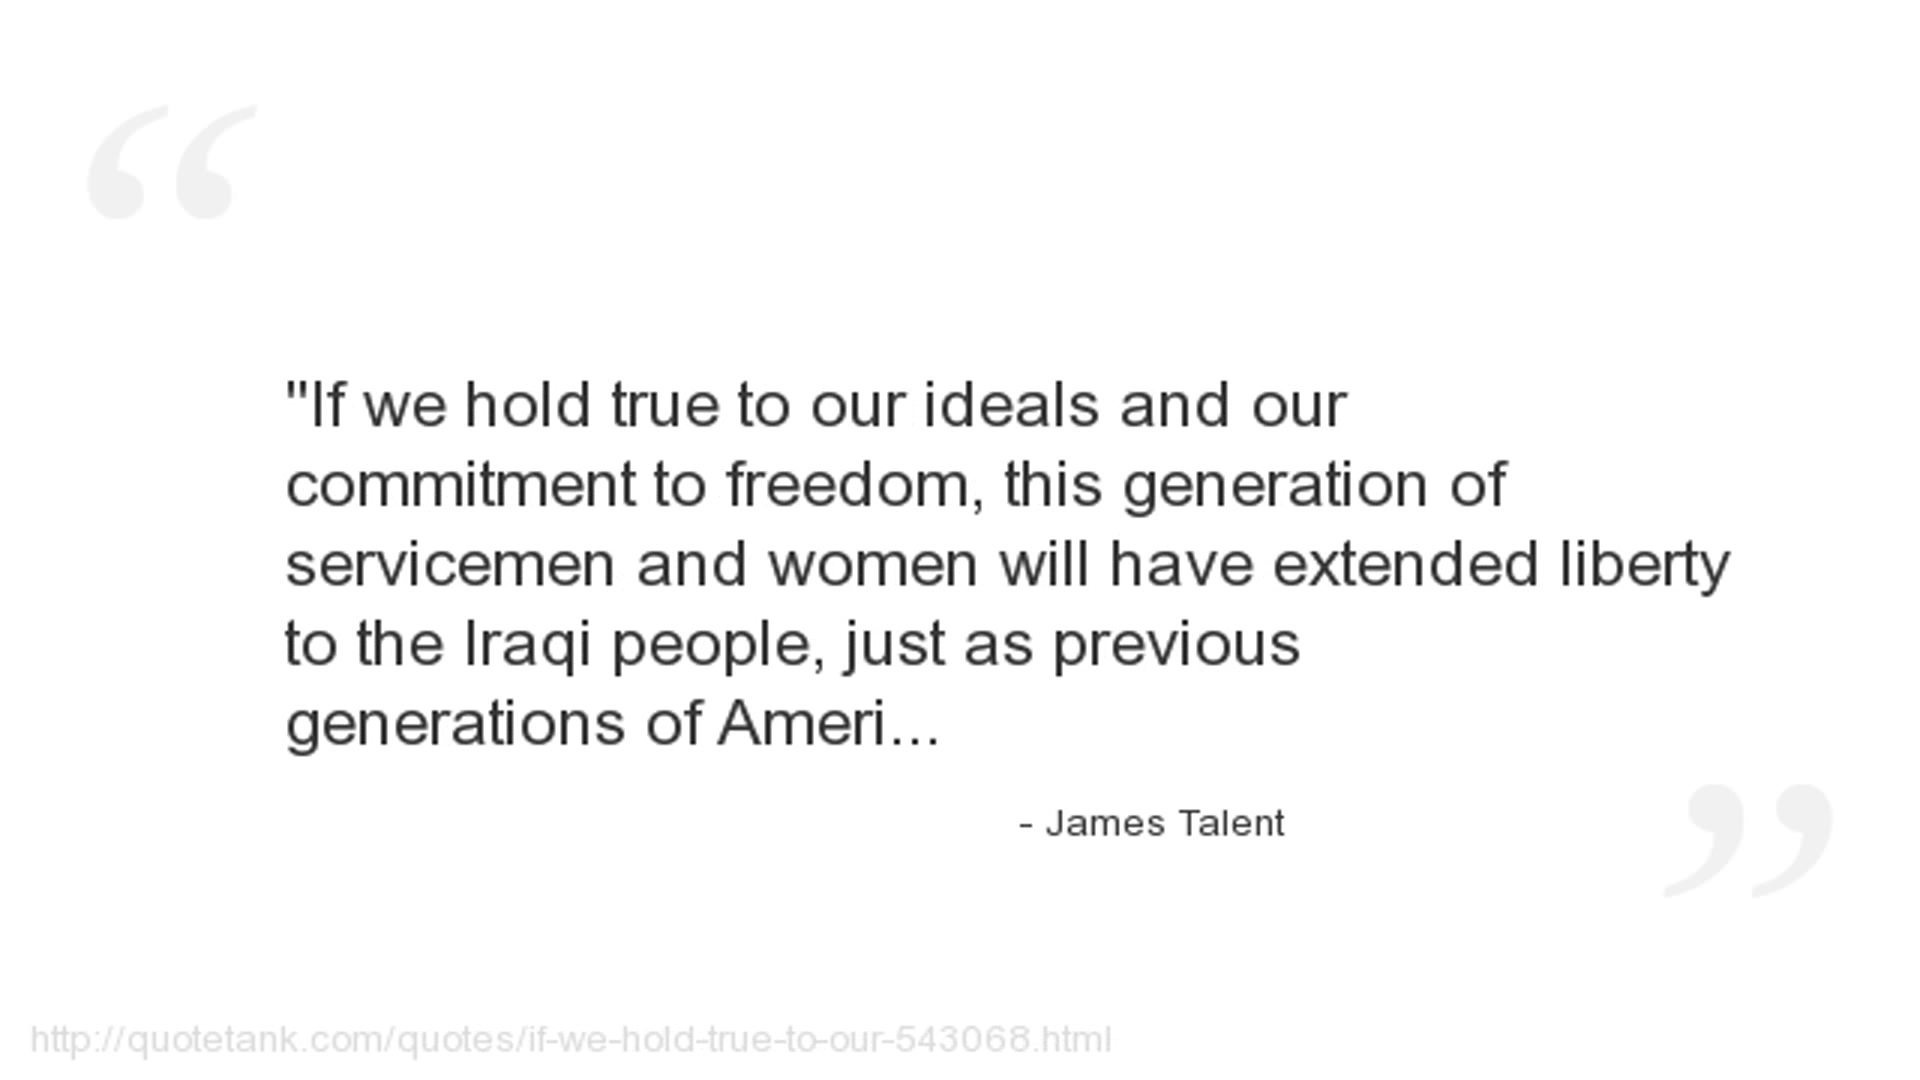 "If we hold true to our ideals and our
commitment to freedom, this generation of
servicemen and women will have extended liberty
to the Iraqi people, just as previous
generations of Ameri...
- James Talent
http://quotetank.com/quotes/if-we-hold-true-to-our-543068.html